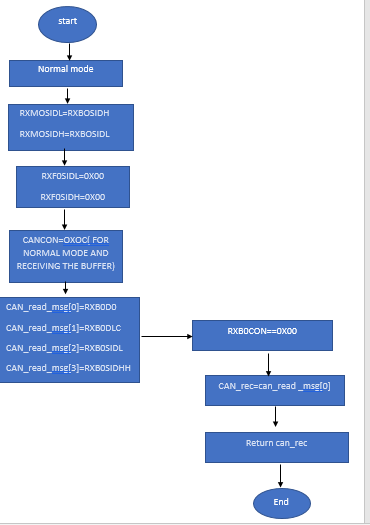 start
Normal mode
RXMOSIDL=RXBOSIDH
RXMOSIDH=RXBOSIDL
RXF0SIDL=0X00
RXF0SIDH=0X00
CANCON=0X0C{ FOR
NORMAL MODE AND
RECEIVING THE BUFFER}
CAN_read_msg[0]=RXB0D0
CAN_read_msg[1]=RXB0DLC
CAN_read_msg[2]=RXB0SIDL
CAN_read_msg[3]=RXB0SIDHH
RXB0CON==0X00
CAN_rec=can_read _msg[0]
Return can_rec
End